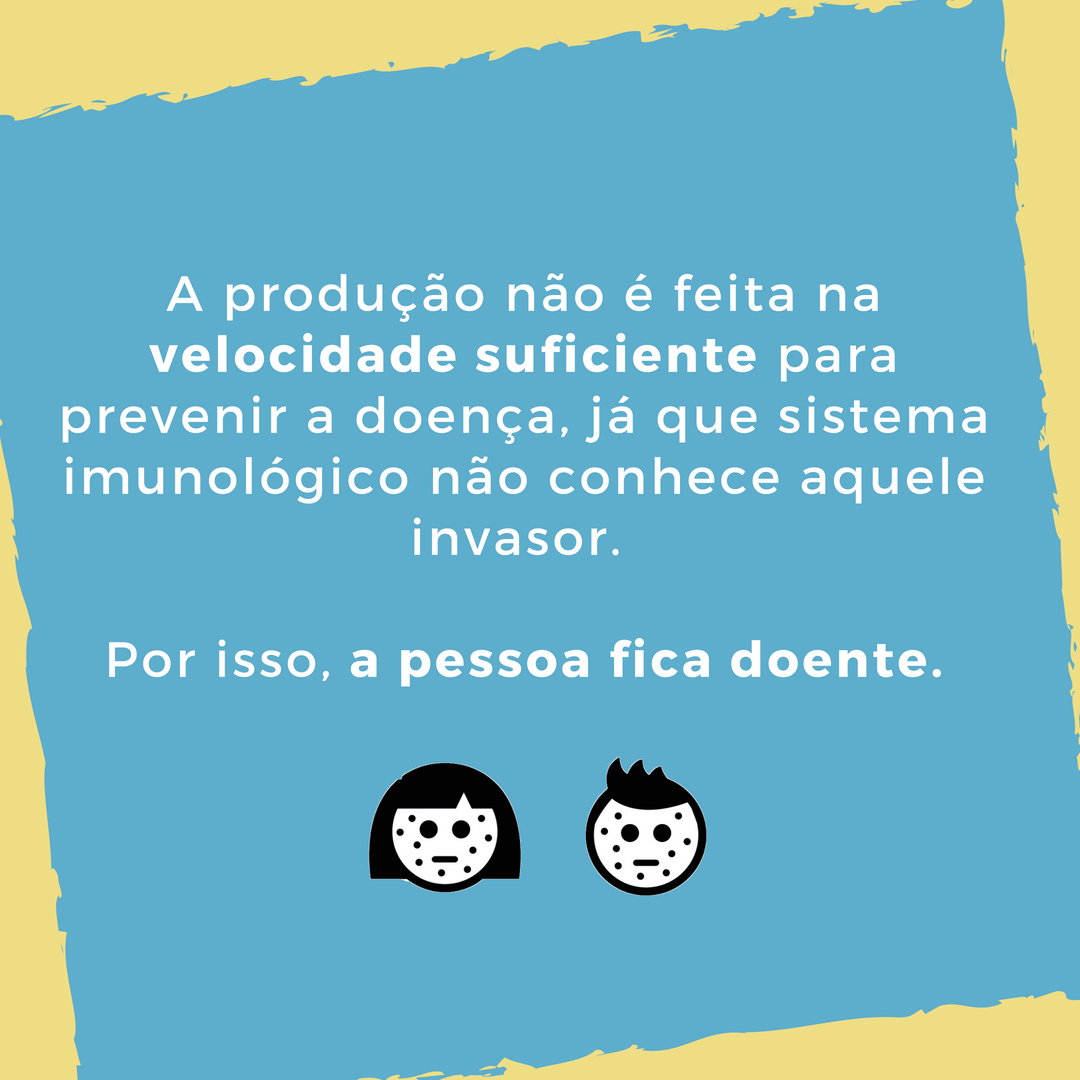 A produção não é feita na
velocidade suficiente para
prevenir a doença, já que sistema
imunológico não conhece aquele
invasor.
Por isso, a pessoa fica doente.